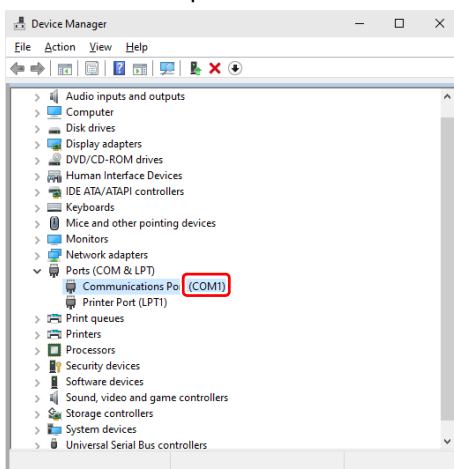 Device Manager
File Action View Help
Audio inputs and outputs
Computer
Disk drives
Display adapters
DVD/CD-ROM drives
Human Interface Devices
IDE ATA/ATAPI controllers
Keyboards
Mice and other pointing devices
Monitors
Network adapters
Ports (COM & LPT)
Communications Po (COM1)
Printer Port (LPT1)
Print queues
Printers
Processors
Security devices
Software devices
Sound, video and game controllers
Storage controllers
System devices
Universal Serial Bus controllers